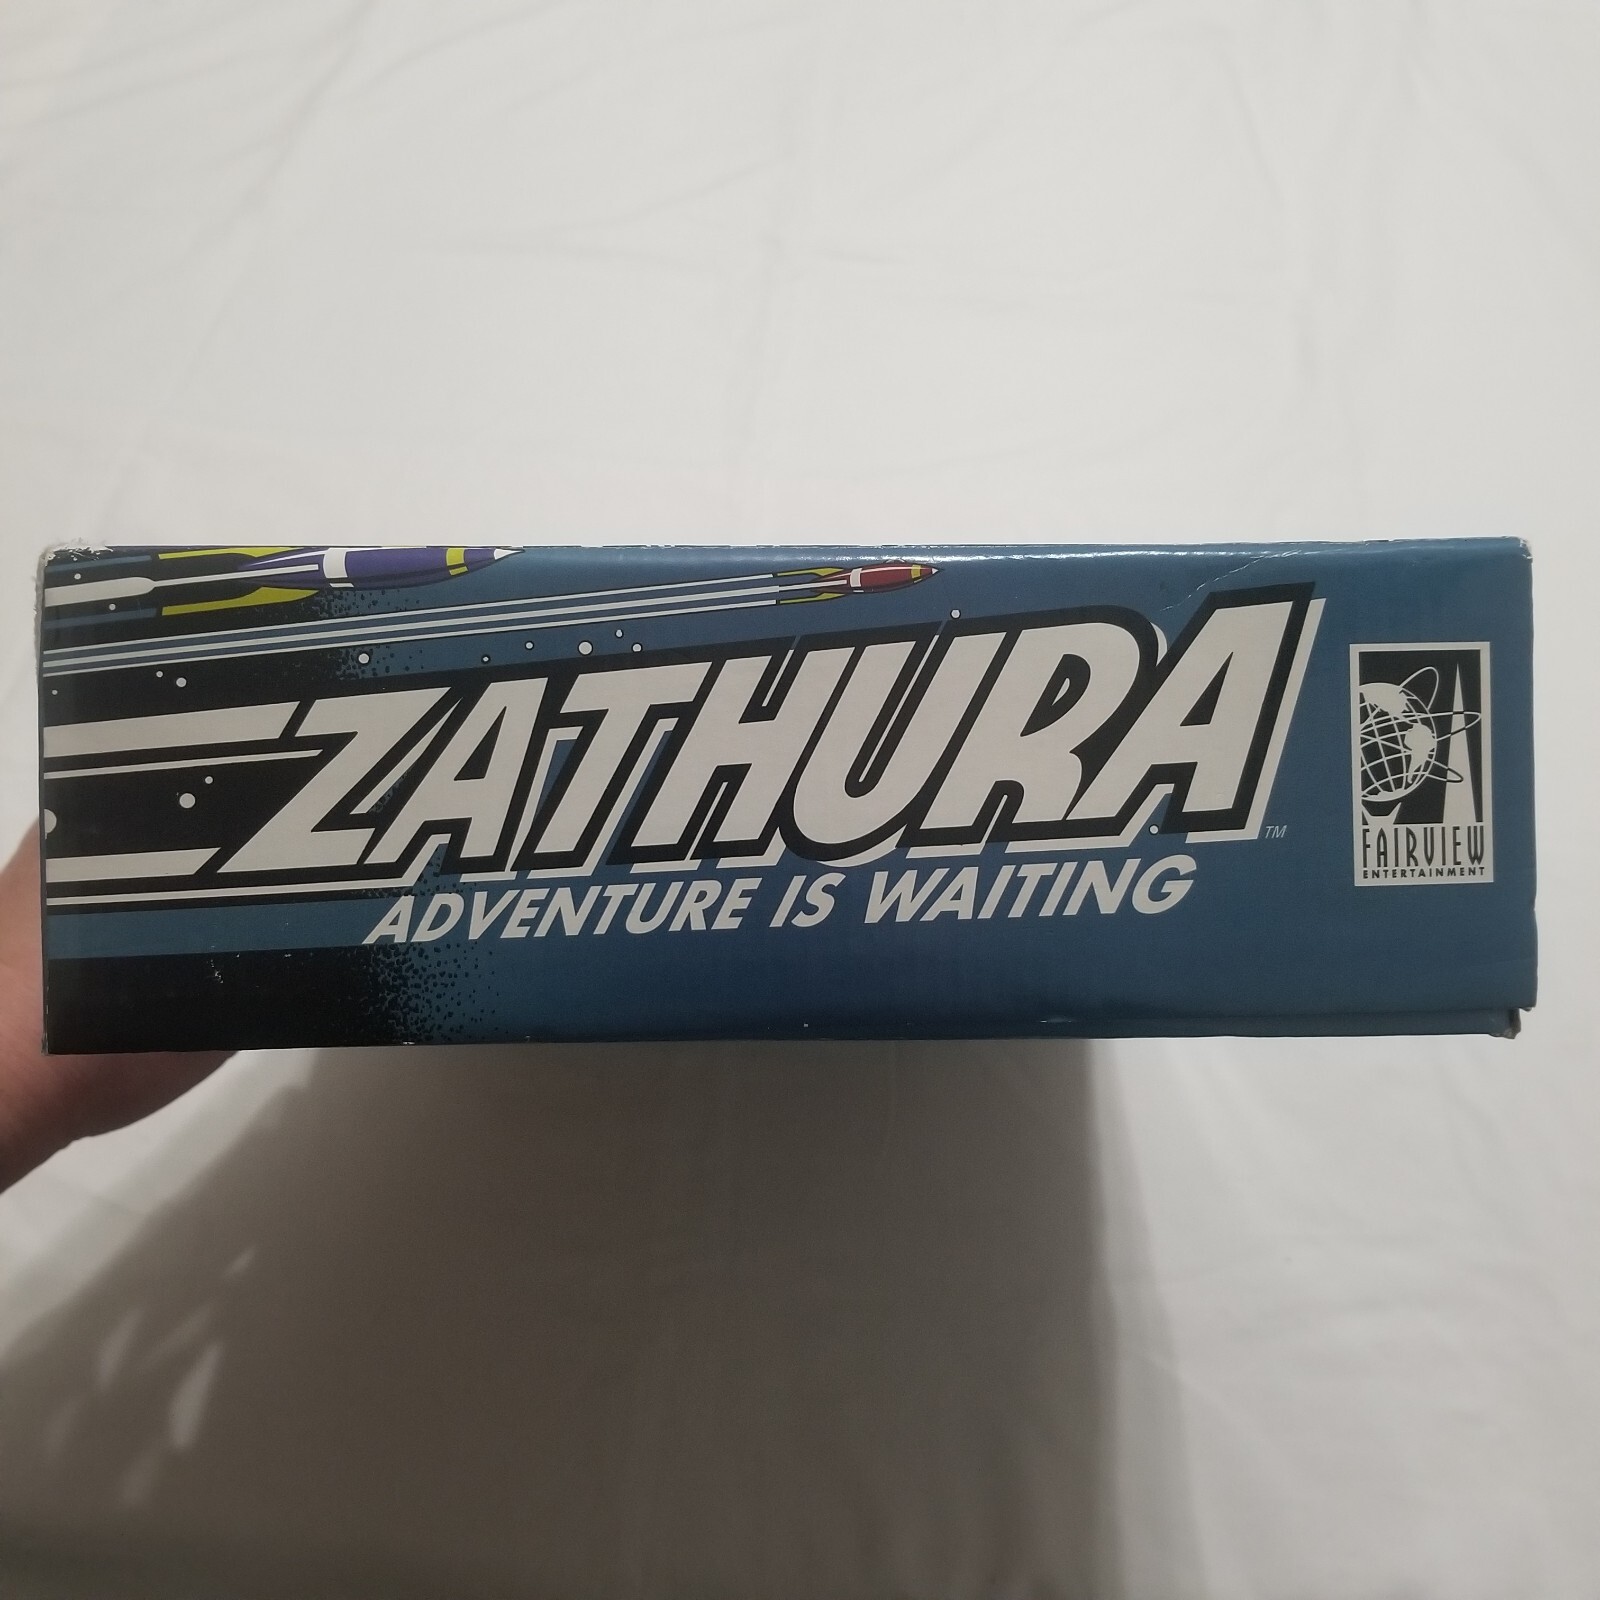 ZATHURA™
ADVENTURE IS WAITING
FAIRVIEW
ENTERTAINMENT